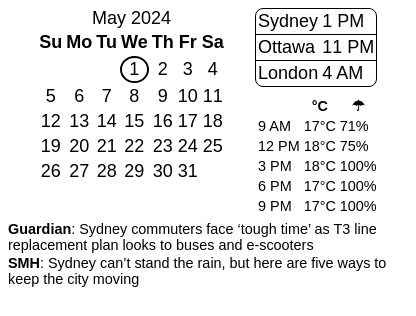 May 2024
Su Mo Tu We Th Fr Sa
1 2 3 4
5 6 7 8 9 10 11
12 13 14 15 16 17 18
19 20 21 22 23 24 25
26 27 28 29 30 31
Sydney 1 PM
Ottawa 11 PM
London 4 AM
°C ☂
9 AM 17°C 71%
12 PM 18°C 75%
3 PM 18°C 100%
6 PM 17°C 100%
9 PM 17°C 100%
Guardian: Sydney commuters face ‘tough time’ as T3 line
replacement plan looks to buses and e-scooters
SMH: Sydney can’t stand the rain, but here are five ways to
keep the city moving